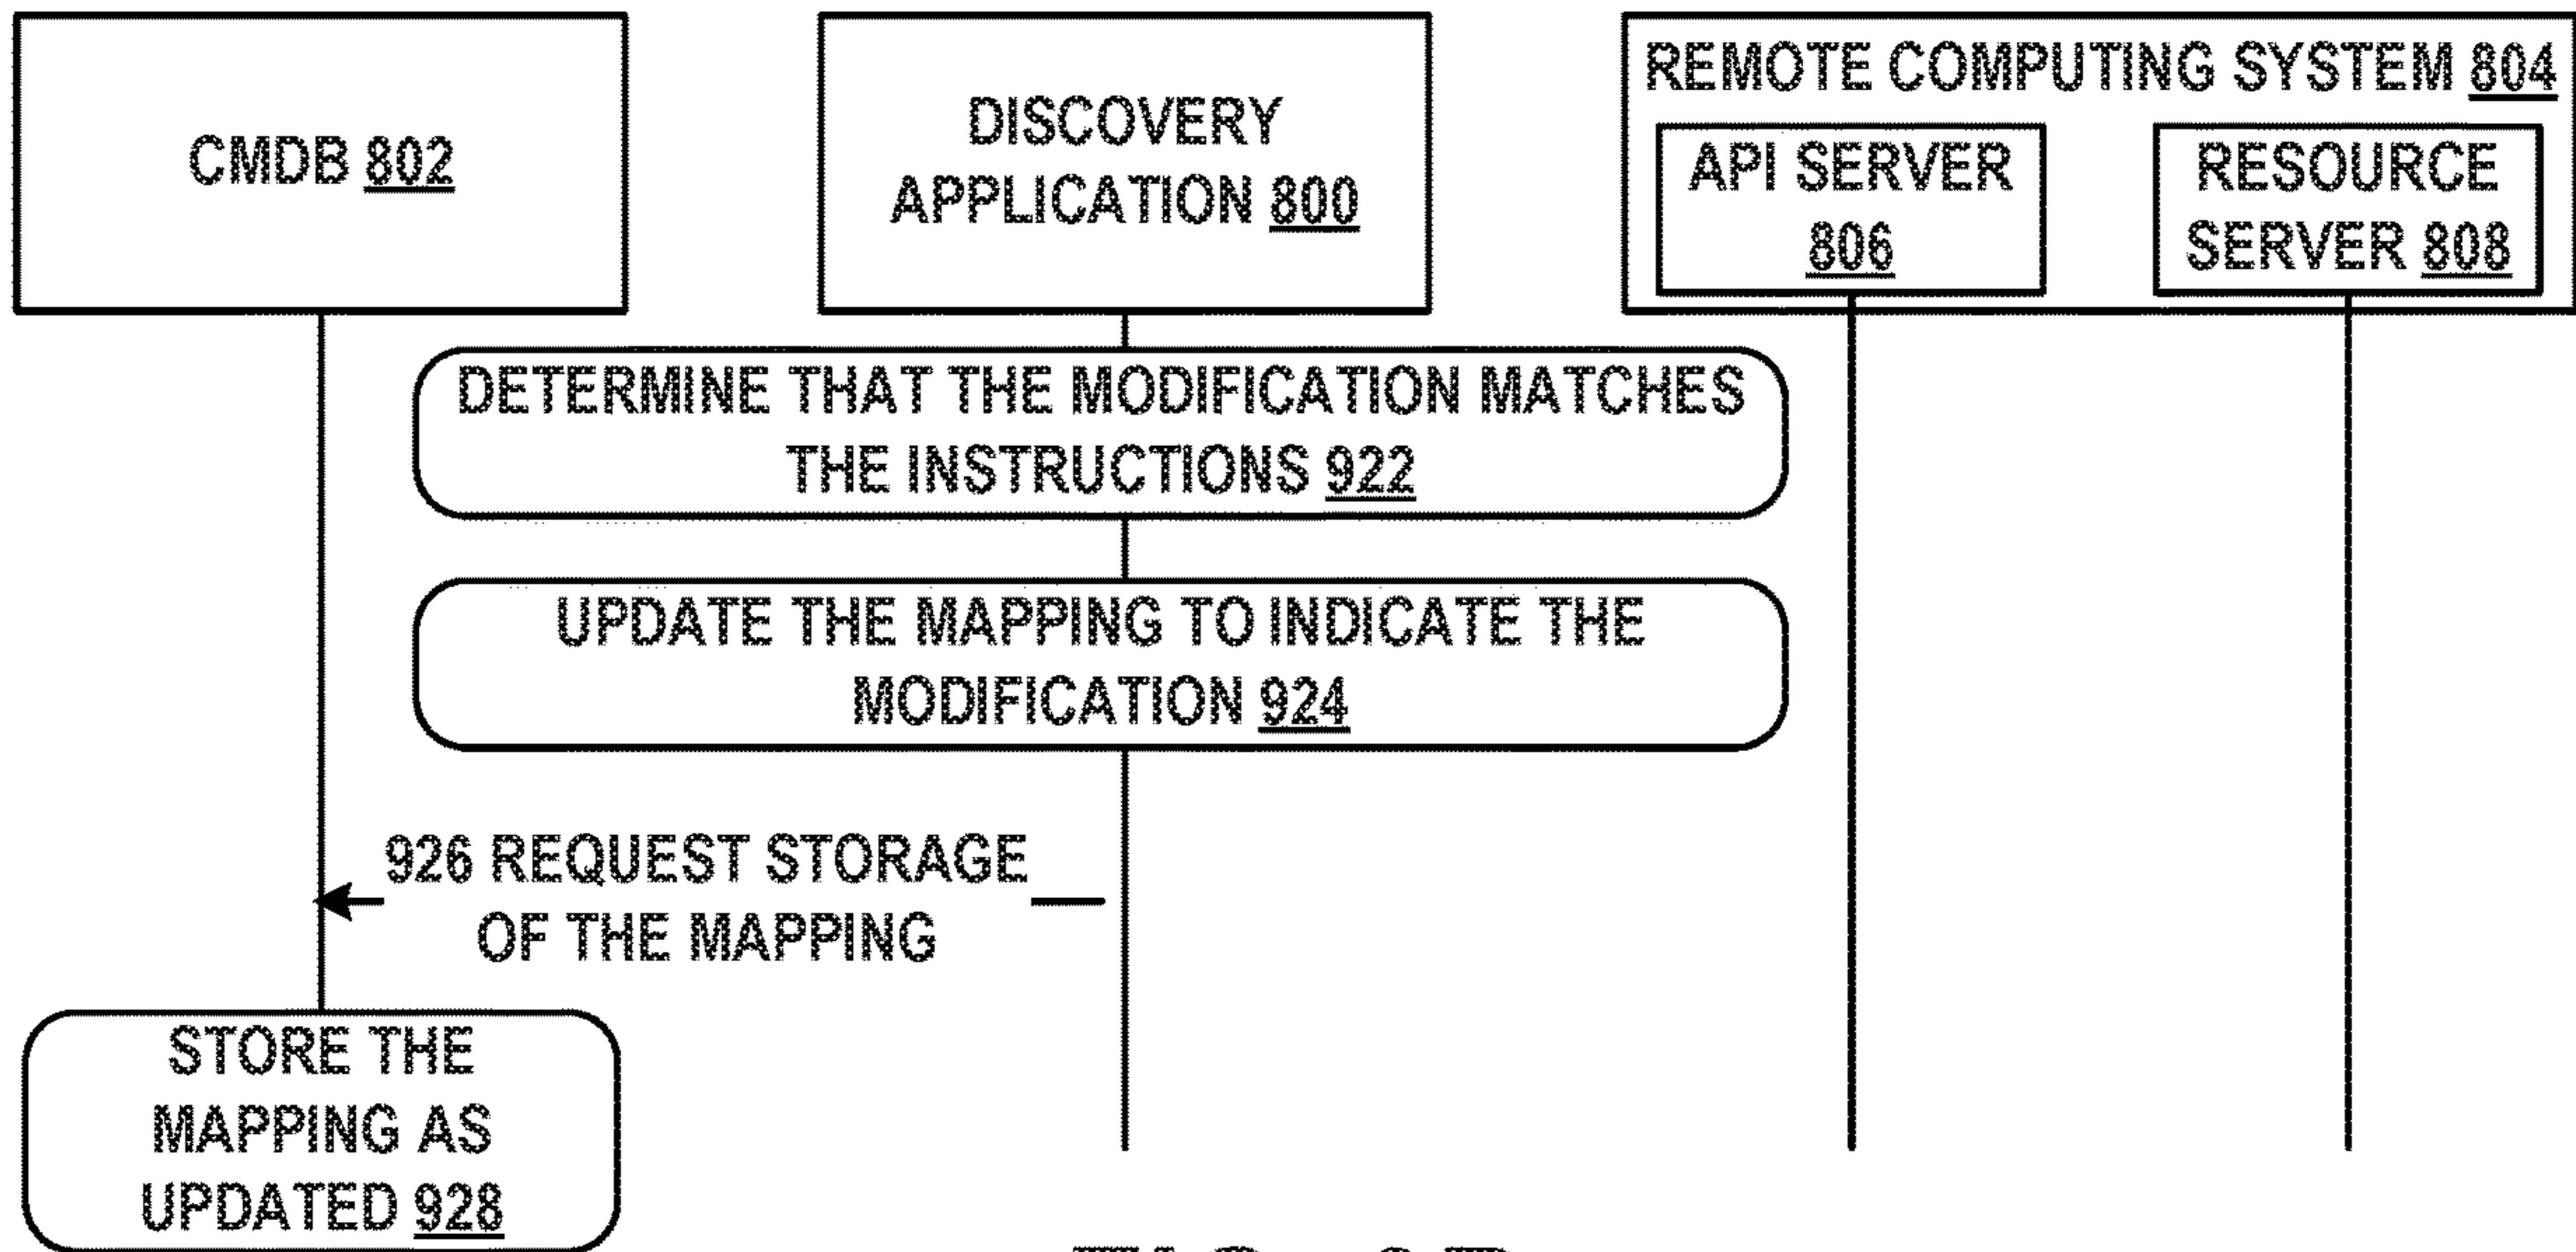 CMDB 802
DISCOVERY
APPLICATION 800
REMOTE COMPUTING SYSTEM 804
API SERVER
806
RESOURCE
SERVER 808
DETERMINE THAT THE MODIFICATION MATCHES
THE INSTRUCTIONS 922
UPDATE THE MAPPING TO INDICATE THE
MODIFICATION 924
926 REQUEST STORAGE
OF THE MAPPING
STORE THE
MAPPING AS
UPDATED 928